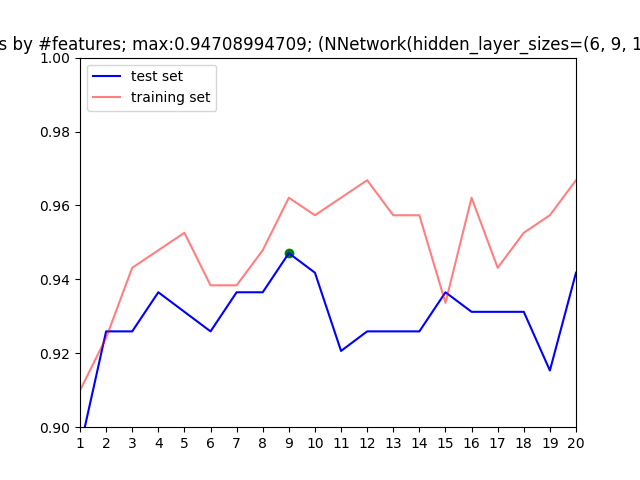 s by #features; max:0.94708994709; (NNetwork(hidden_layer_sizes=(6, 9, 1
test set
training set
1.00
0.98
0.96
0.94
0.92
0.90
1 2 3 4 5 6 7 8 9 10 11 12 13 14 15 16 17 18 19 20